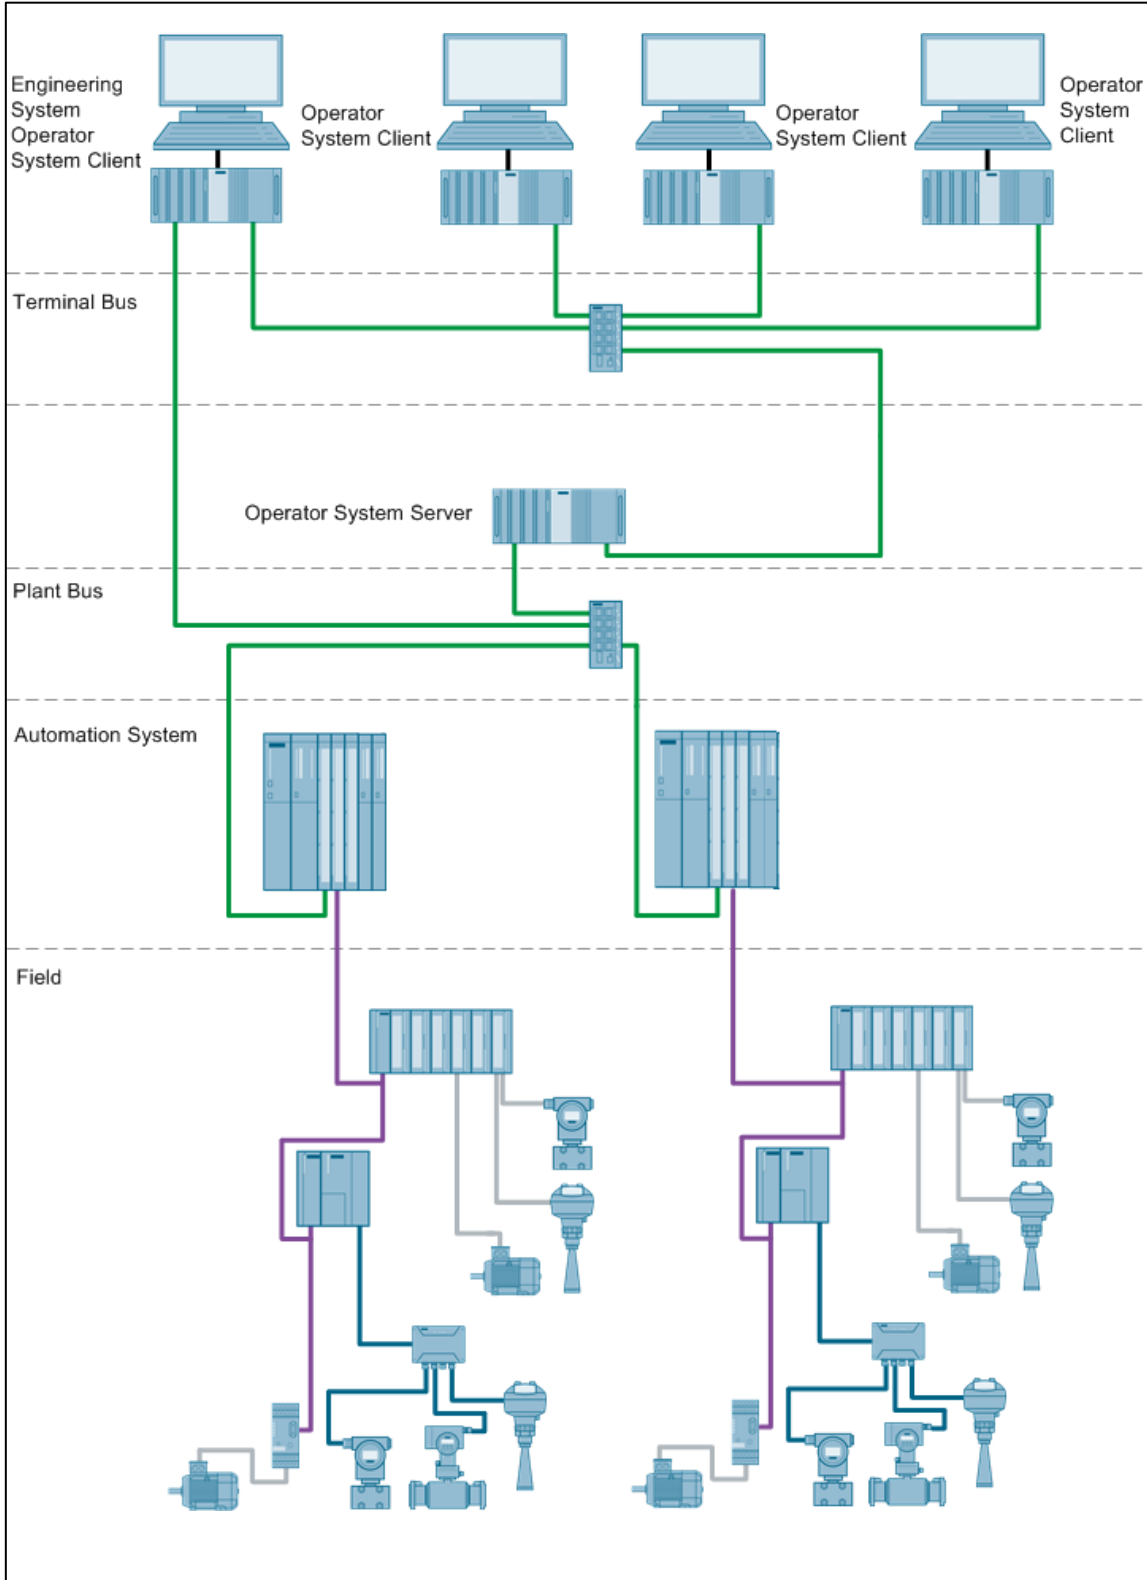 Engineering
System
Operator
System Client
Operator
System Client
Operator
System Client
Operator
System
Client
Terminal Bus
Operator System Server
Plant Bus
Automation System
Field